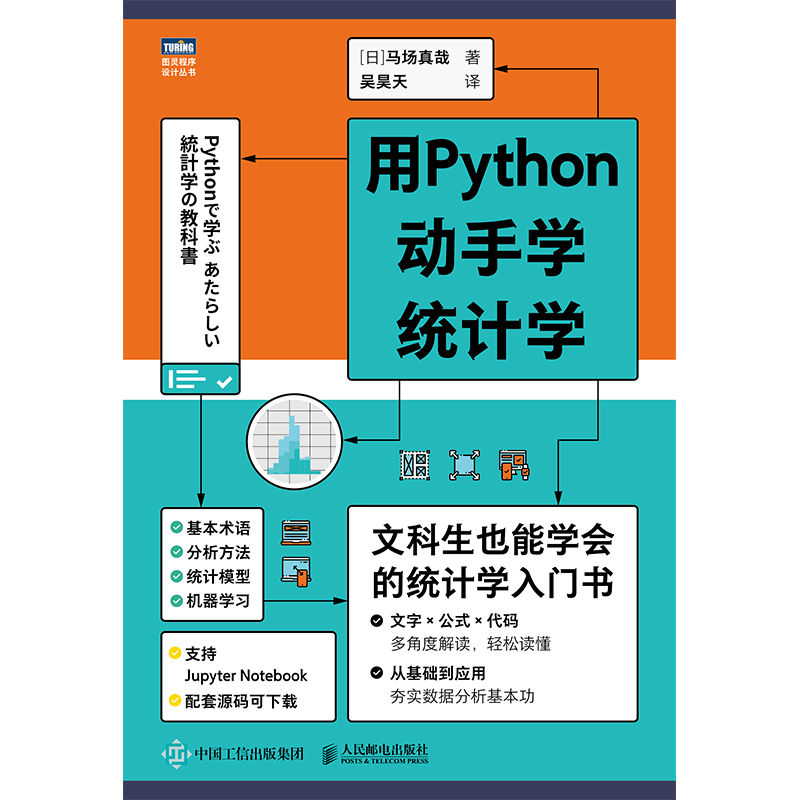 TURING
图灵程序
设计丛书
[日]马场真哉 著
吴昊天 译
Pythonで学ぶ あたらしい
統計学の教科書
用Python
动手学
统计学
基本术语
分析方法
统计模型
机器学习
支持
Jupyter Notebook
配套源码可下载
文科生也能学会
的统计学入门书
文字×公式×代码
多角度解读，轻松读懂
从基础到应用
夯实数据分析基本功
中国工信出版集团
人民邮电出版社
POSTS & TELECOM PRESS